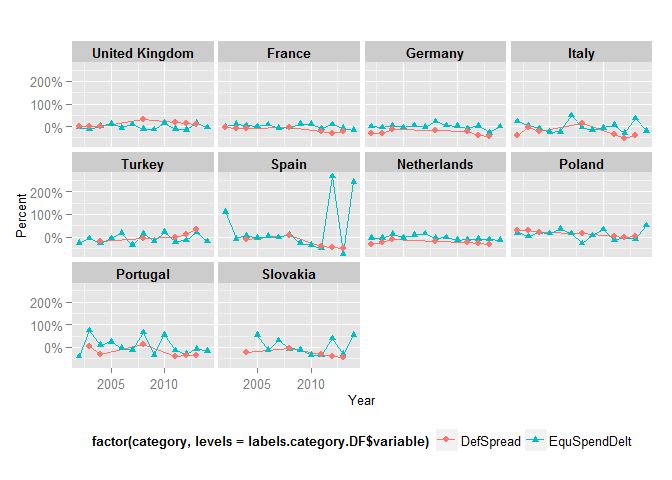 United Kingdom France Germany Italy
200%
100%
0%
Turkey Spain Netherlands Poland
200%
100%
0%
Percent
Portugal Slovakia
200%
100%
0%
2005 2010 2005 2010
Year
factor(category, levels = labels.category.DF$variable) DefSpread EquSpendDelt